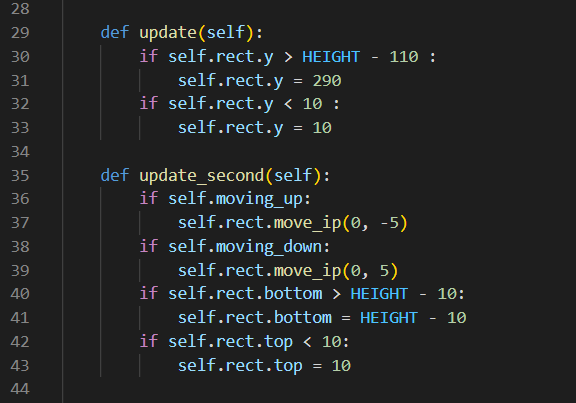 28
29 def update(self):
30 if self.rect.y > HEIGHT - 110 :
31 self.rect.y = 290
32 if self.rect.y < 10 :
33 self.rect.y = 10
34
35 def update_second(self):
36 if self.moving_up:
37 self.rect.move_ip(0, -5)
38 if self.moving_down:
39 self.rect.move_ip(0, 5)
40 if self.rect.bottom > HEIGHT - 10:
41 self.rect.bottom = HEIGHT - 10
42 if self.rect.top < 10:
43 self.rect.top = 10
44